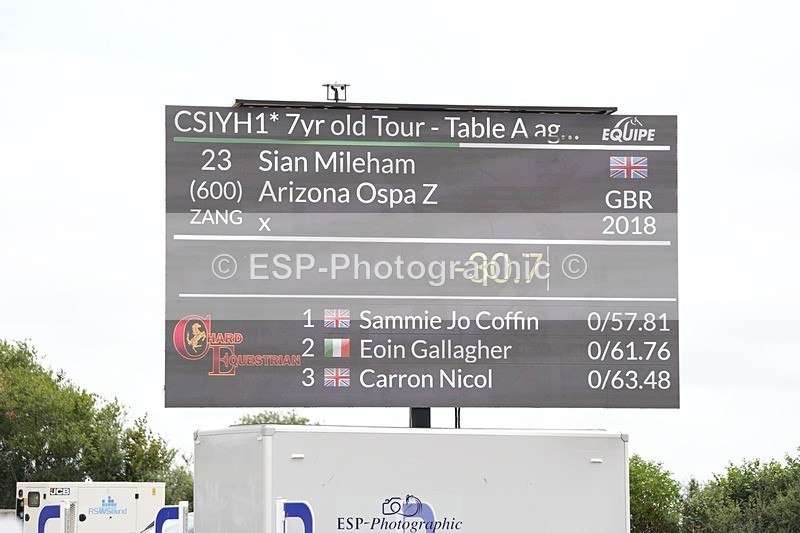 CSIYH1* 7yr old Tour - Table A ag...
EQUIPE
23 Sian Mileham
(600) Arizona Ospa Z GBR
ZANG x 2018
-30.7
© ESP-Photographic ©
1 Sammie Jo Coffin 0/57.81
2 Eoin Gallagher 0/61.76
3 Carron Nicol 0/63.48
CHARD
EQUESTRIAN
JCB
RSWSound
ESP-Photographic